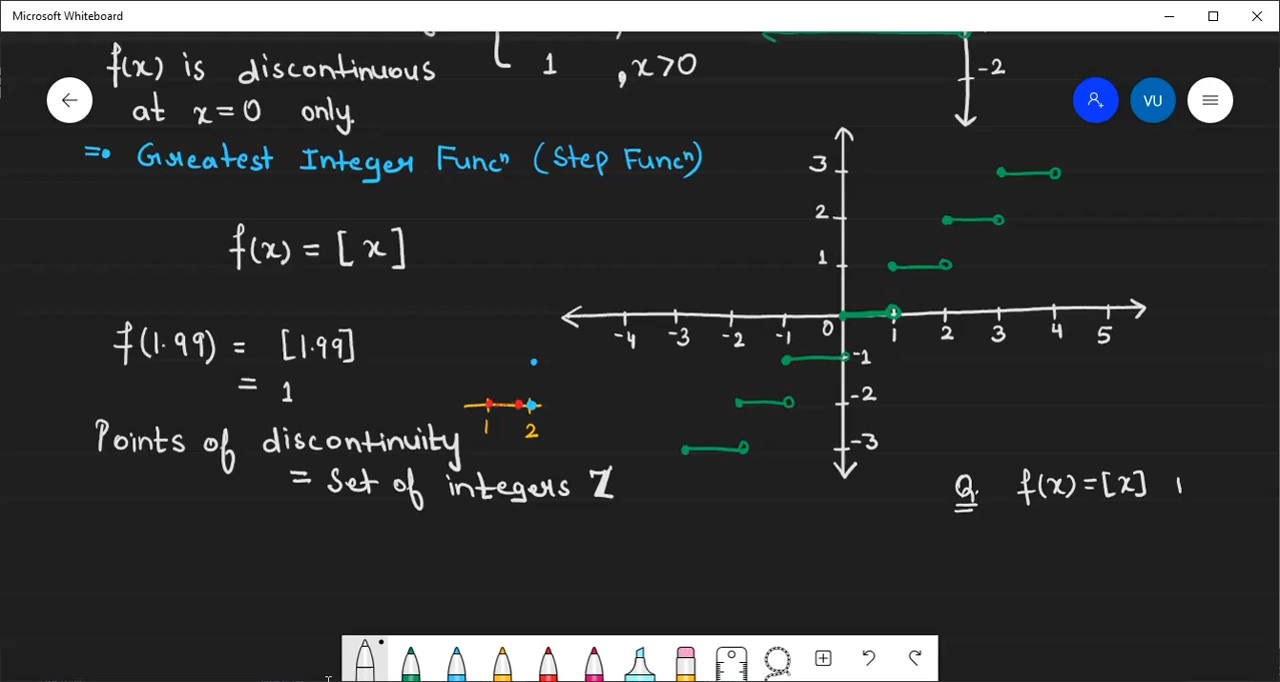 Microsoft Whiteboard
f(x) is discontinuous
at x=0 only.
1 , x>0
-2
VU
=> Greatest Integer Funcⁿ (Step Funcⁿ)
f(x) = [x]
f(1.99) = [1.99]
= 1
1 2
Points of discontinuity
= Set of integers Z
3
2
1
-4 -3 -2 -1 0 1 2 3 4 5
-1
-2
-3
Q. f(x)=[x] 1